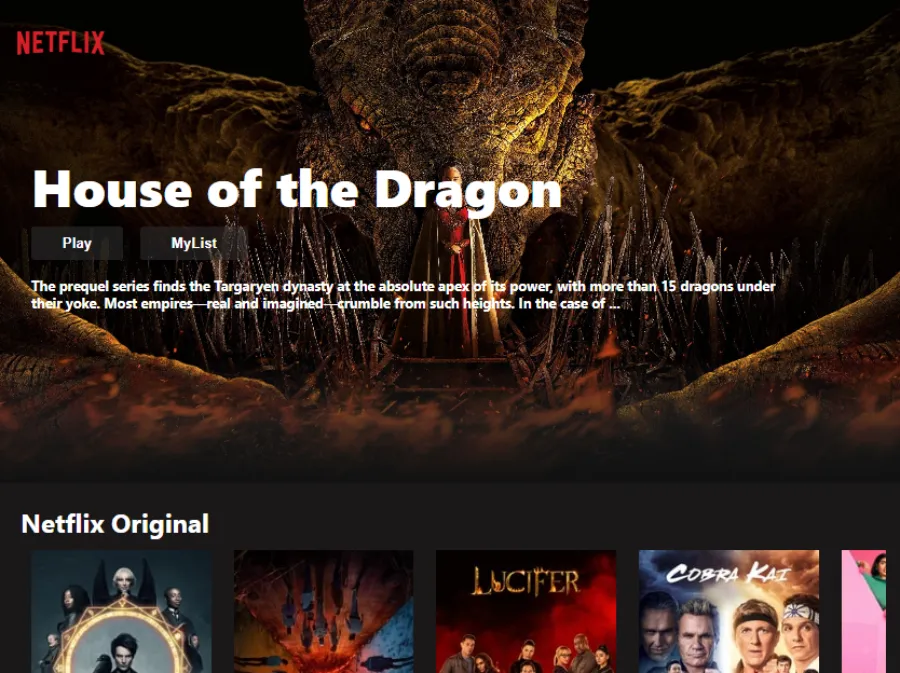 NETFLIX
House of the Dragon
Play
MyList
The prequel series finds the Targaryen dynasty at the absolute apex of its power, with more than 15 dragons under
their yoke. Most empires—real and imagined—crumble from such heights. In the case of ...
Netflix Original
LUCIFER
COBRA KAI